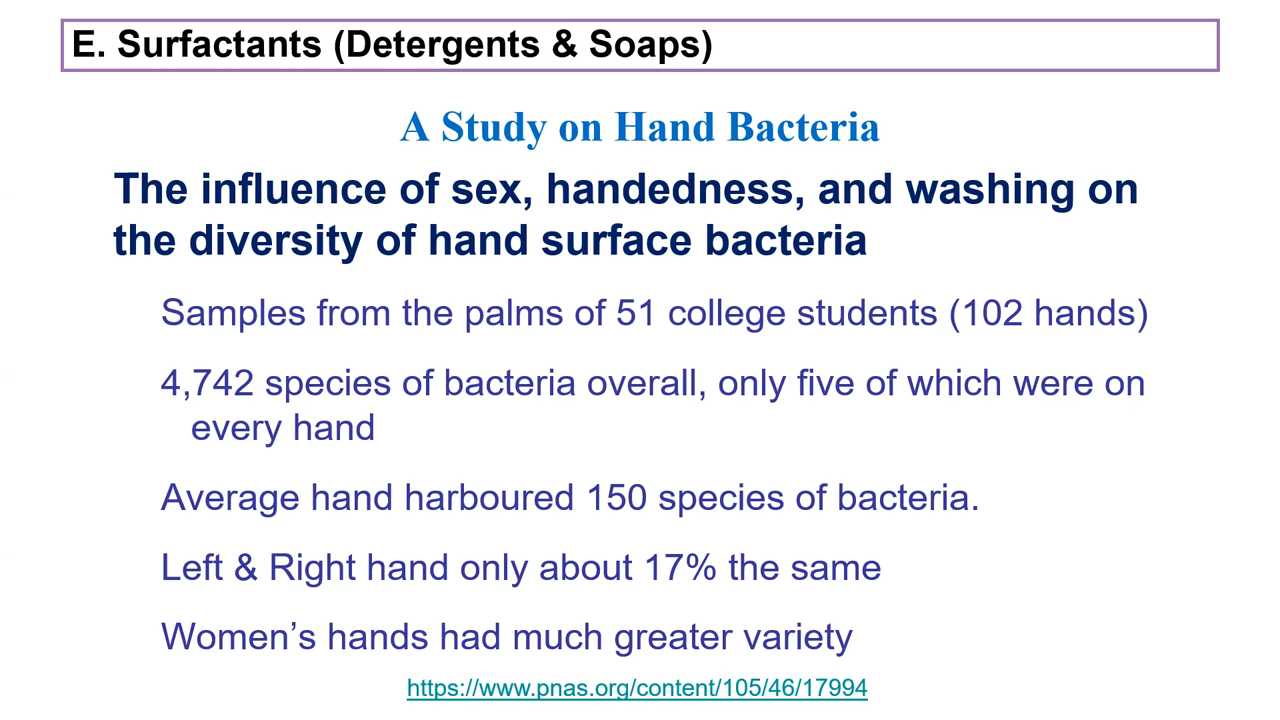 E. Surfactants (Detergents & Soaps)
A Study on Hand Bacteria
The influence of sex, handedness, and washing on
the diversity of hand surface bacteria
Samples from the palms of 51 college students (102 hands)
4,742 species of bacteria overall, only five of which were on
every hand
Average hand harboured 150 species of bacteria.
Left & Right hand only about 17% the same
Women’s hands had much greater variety
https://www.pnas.org/content/105/46/17994